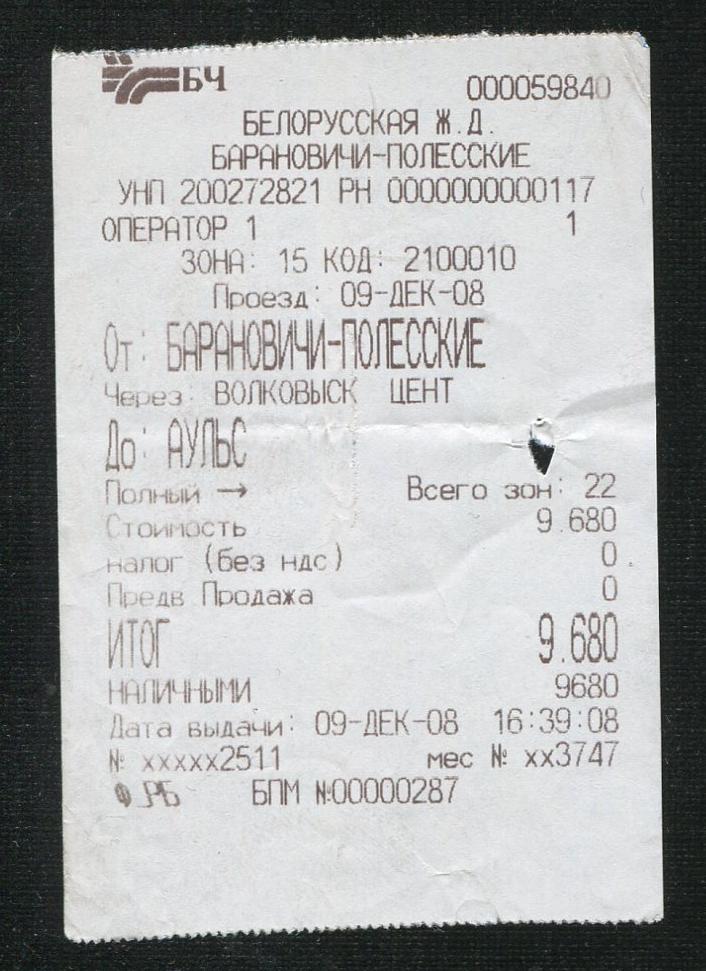 БЧ 000059840
БЕЛОРУССКАЯ Ж.Д.
БАРАНОВИЧИ-ПОЛЕССКИЕ
УНП 200272821 РН 0000000000117
ОПЕРАТОР 1 1
ЗОНА: 15 КОД: 2100010
Проезд: 09-ДЕК-08
От: БАРАНОВИЧИ-ПОЛЕССКИЕ
Через: ВОЛКОВЫСК ЦЕНТ
До: АУЛЬС
Полный → Всего зон: 22
Стоимость 9.680
налог (без ндс) 0
Предв Продажа 0
ИТОГ 9.680
НАЛИЧНЫМИ 9680
Дата выдачи: 09-ДЕК-08 16:39:08
№ xxxxx2511 мес № xx3747
РБ БПМ №00000287